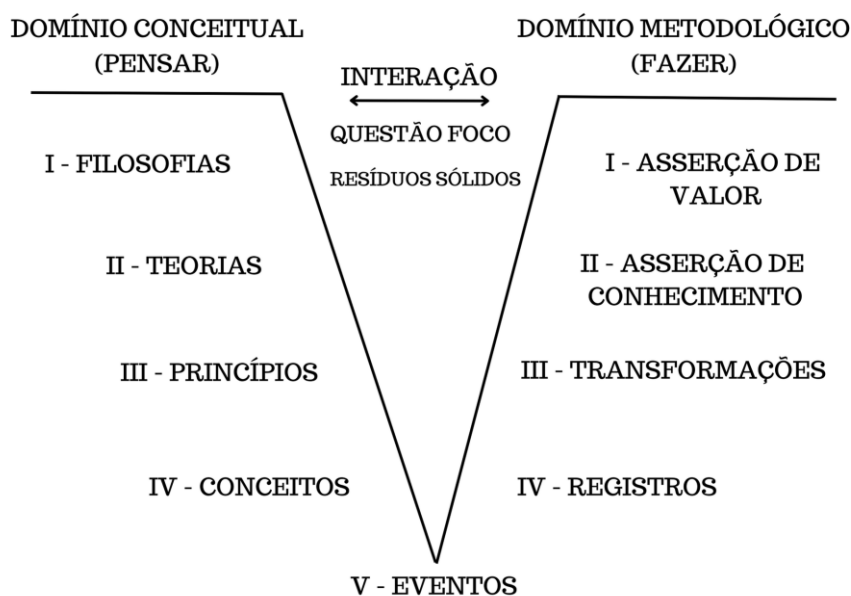 DOMÍNIO CONCEITUAL
(PENSAR)
DOMÍNIO METODOLÓGICO
(FAZER)
INTERAÇÃO
QUESTÃO FOCO
RESÍDUOS SÓLIDOS
I - FILOSOFIAS
II - TEORIAS
III - PRINCÍPIOS
IV - CONCEITOS
I - ASSERÇÃO DE
VALOR
II - ASSERÇÃO DE
CONHECIMENTO
III - TRANSFORMAÇÕES
IV - REGISTROS
V - EVENTOS